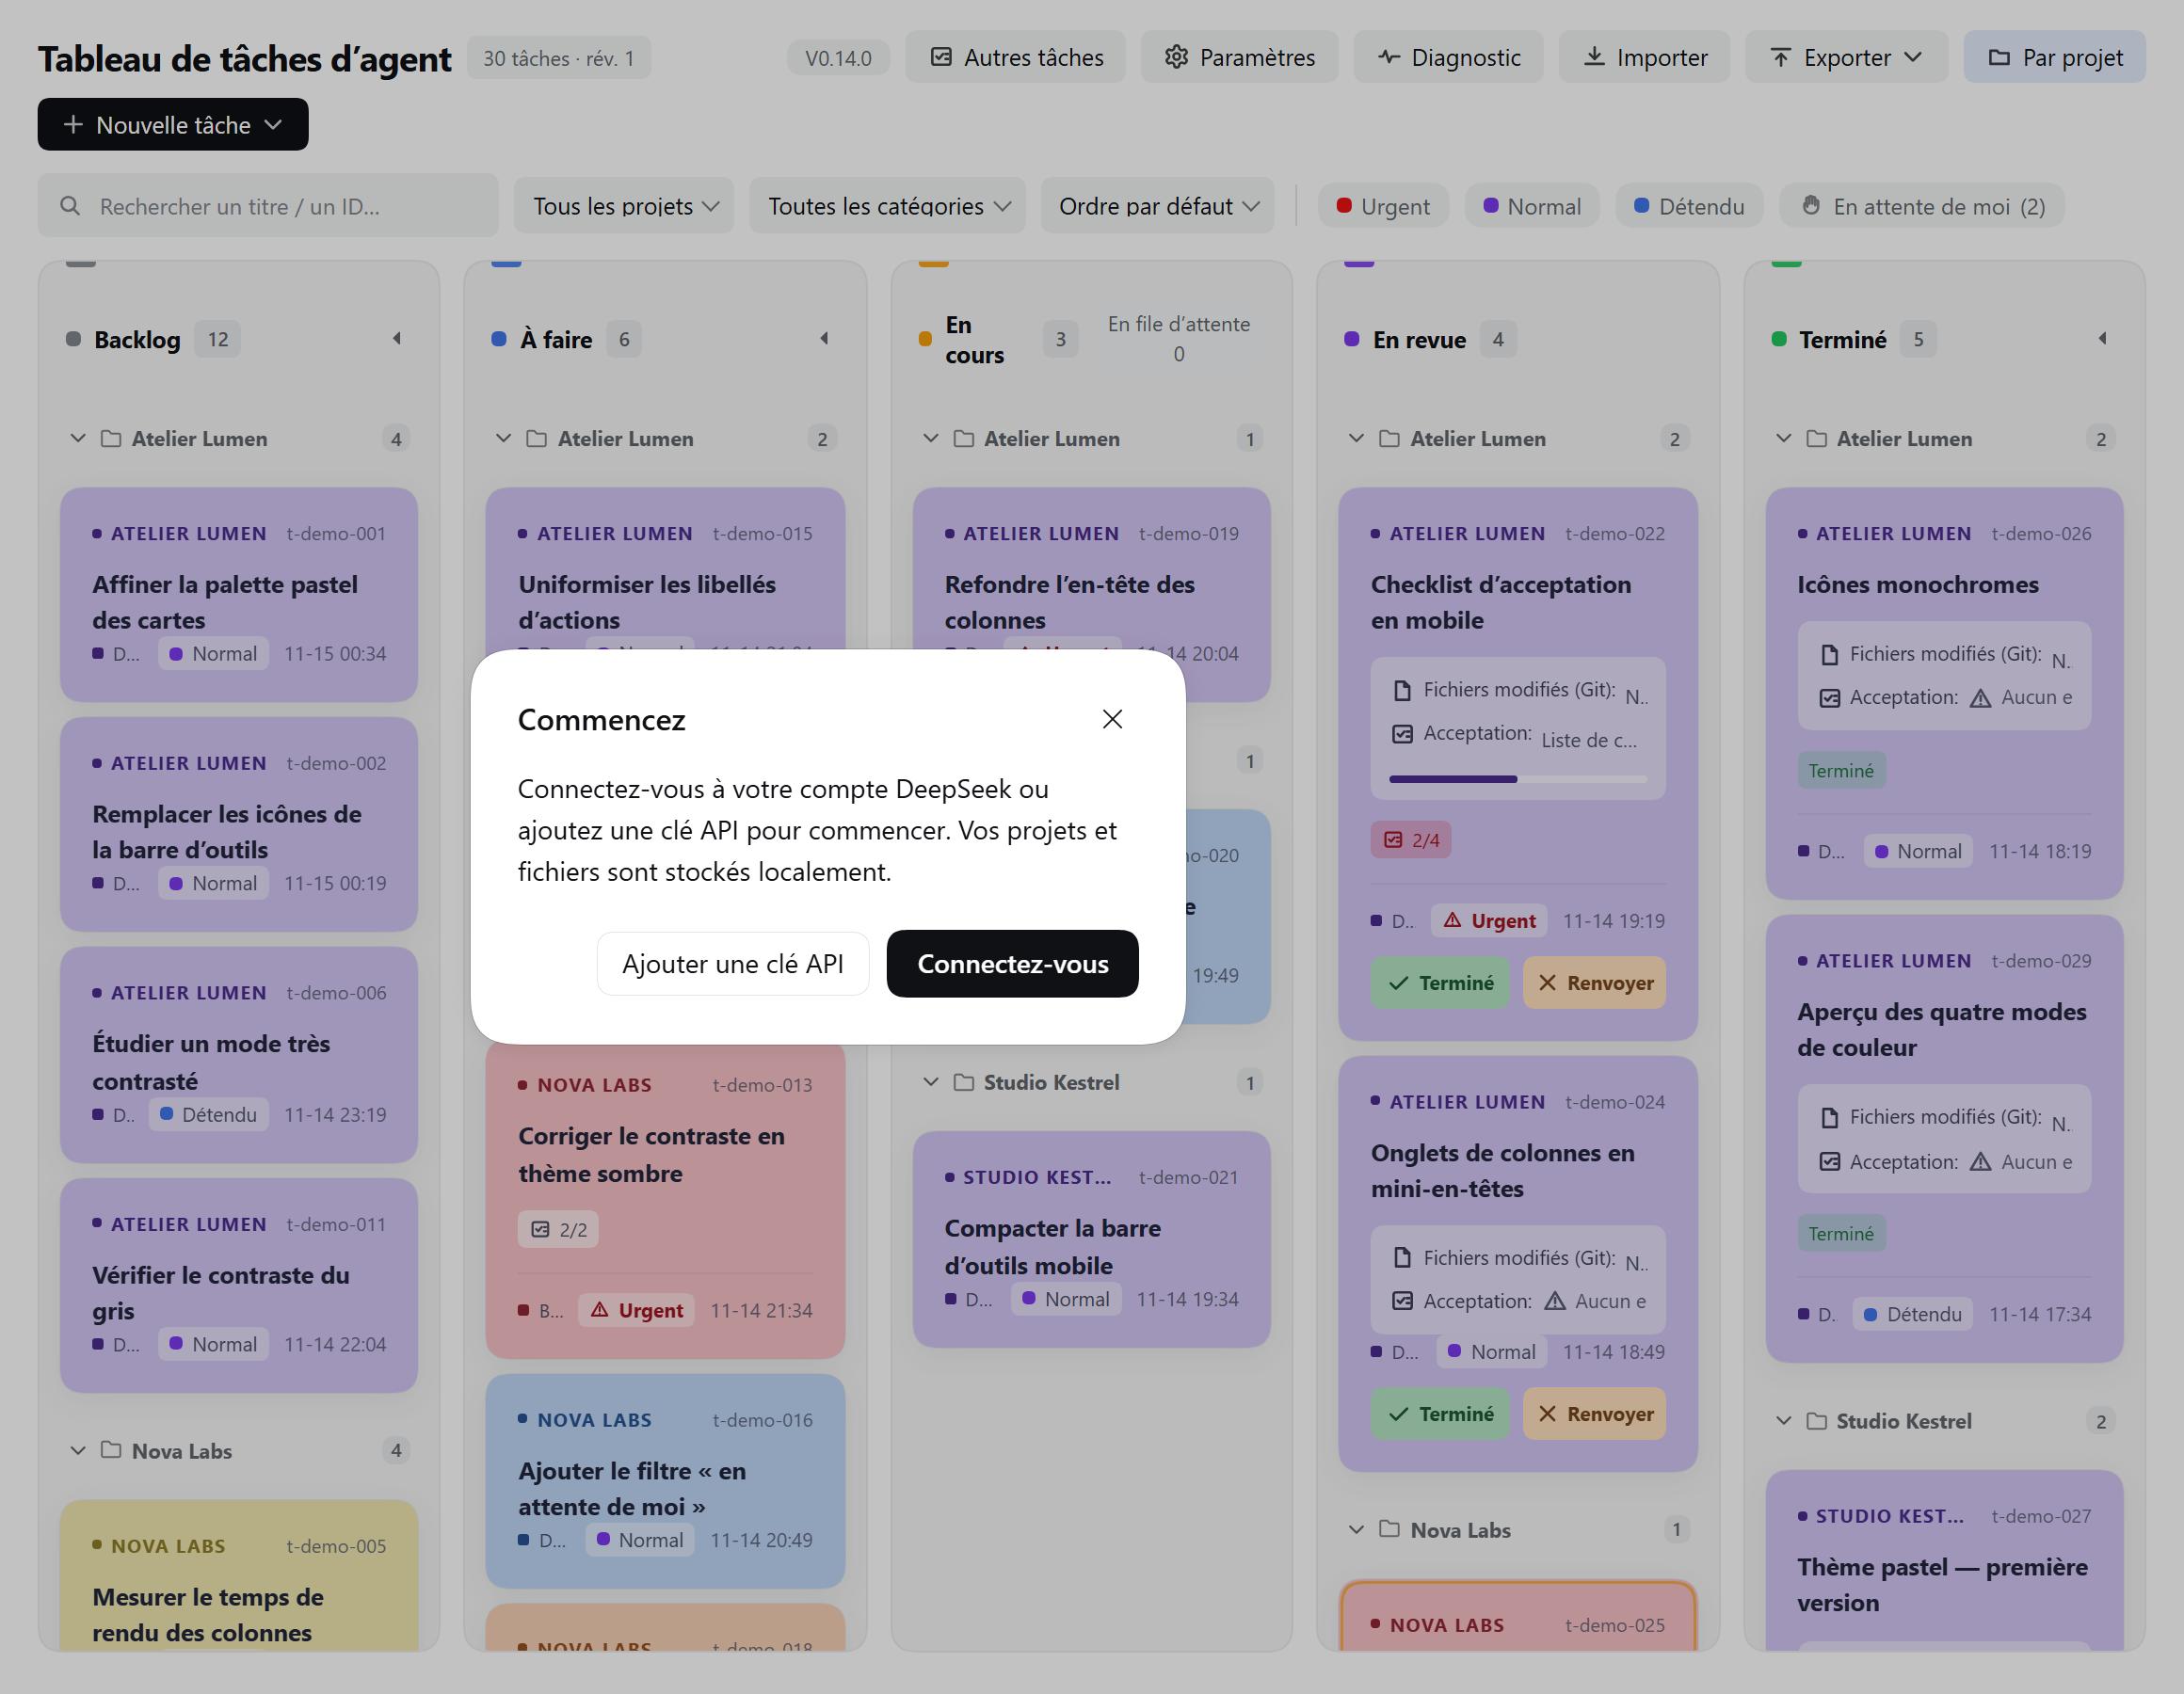 Tableau de tâches d’agent
30 tâches · rév. 1
V0.14.0
Autres tâches
Paramètres
Diagnostic
Importer
Exporter
Par projet
Nouvelle tâche
Rechercher un titre / un ID...
Tous les projets
Toutes les catégories
Ordre par défaut
Urgent
Normal
Détendu
En attente de moi (2)
Backlog 12
Atelier Lumen 4
ATELIER LUMEN t-demo-001
Affiner la palette pastel
des cartes
D... Normal 11-15 00:34
ATELIER LUMEN t-demo-002
Remplacer les icônes de
la barre d’outils
D... Normal 11-15 00:19
ATELIER LUMEN t-demo-006
Étudier un mode très
contrasté
D.. Détendu 11-14 23:19
ATELIER LUMEN t-demo-011
Vérifier le contraste du
gris
D... Normal 11-14 22:04
Nova Labs 4
NOVA LABS t-demo-005
Mesurer le temps de
rendu des colonnes
À faire 6
Atelier Lumen 2
ATELIER LUMEN t-demo-015
Uniformiser les libellés
d’actions
NOVA LABS t-demo-013
Corriger le contraste en
thème sombre
2/2
B... Urgent 11-14 21:34
NOVA LABS t-demo-016
Ajouter le filtre « en
attente de moi »
D... Normal 11-14 20:49
NOVA LABS t-demo-018
En
cours
3
En file d’attente
0
Atelier Lumen 1
ATELIER LUMEN t-demo-019
Refondre l’en-tête des
colonnes
14 20:04
1
o-020
e
19:49
Studio Kestrel 1
STUDIO KEST... t-demo-021
Compacter la barre
d’outils mobile
D... Normal 11-14 19:34
Commencez
Connectez-vous à votre compte DeepSeek ou
ajoutez une clé API pour commencer. Vos projets et
fichiers sont stockés localement.
Ajouter une clé API
Connectez-vous
En revue 4
Atelier Lumen 2
ATELIER LUMEN t-demo-022
Checklist d’acceptation
en mobile
Fichiers modifiés (Git): N..
Acceptation: Liste de c...
2/4
D.. Urgent 11-14 19:19
Terminé Renvoyer
ATELIER LUMEN t-demo-024
Onglets de colonnes en
mini-en-têtes
Fichiers modifiés (Git): N..
Acceptation: Aucun e
D... Normal 11-14 18:49
Terminé Renvoyer
Nova Labs 1
NOVA LABS t-demo-025
Terminé 5
Atelier Lumen 2
ATELIER LUMEN t-demo-026
Icônes monochromes
Fichiers modifiés (Git): N..
Acceptation: Aucun e
Terminé
D... Normal 11-14 18:19
ATELIER LUMEN t-demo-029
Aperçu des quatre modes
de couleur
Fichiers modifiés (Git): N..
Acceptation: Aucun e
Terminé
D.. Détendu 11-14 17:34
Studio Kestrel 2
STUDIO KEST... t-demo-027
Thème pastel — première
version